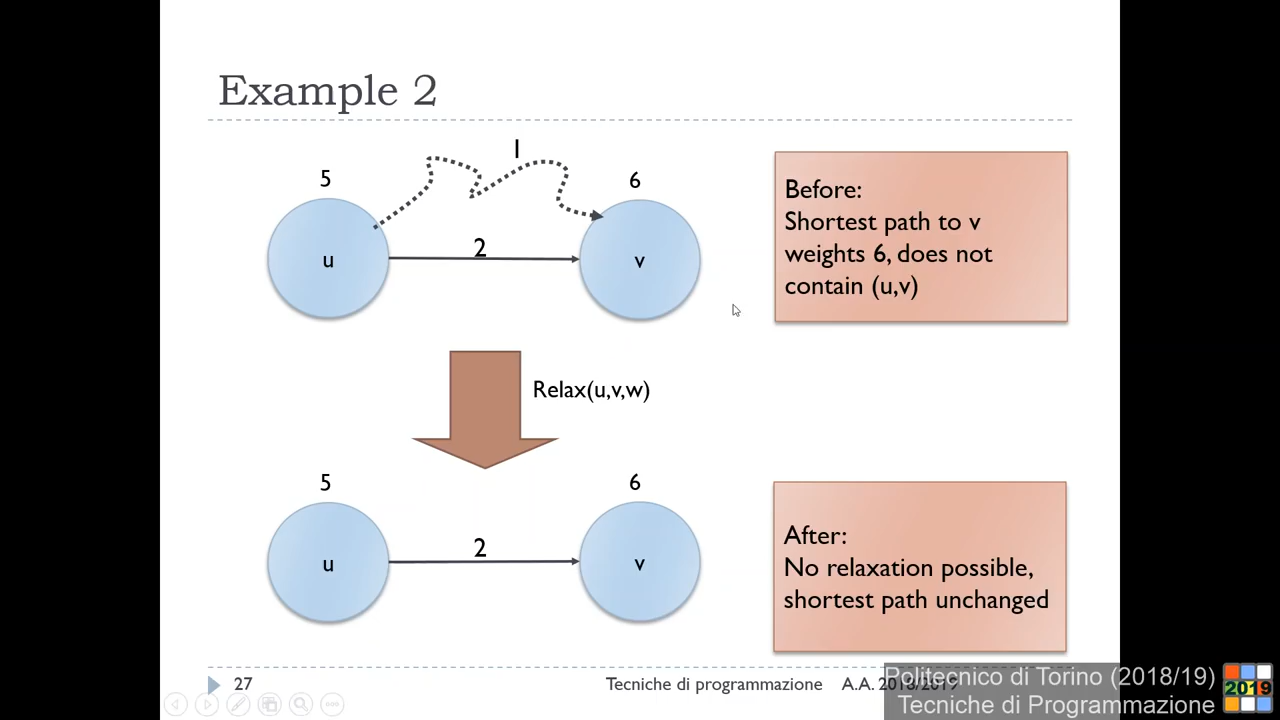 Example 2
1
5
6
u
2
v
Before:
Shortest path to v
weights 6, does not
contain (u,v)
Relax(u,v,w)
5
6
u
2
v
After:
No relaxation possible,
shortest path unchanged
27
Tecniche di programmazione A.A. 2018/2019
Politecnico di Torino (2018/19)
Tecniche di Programmazione
2019